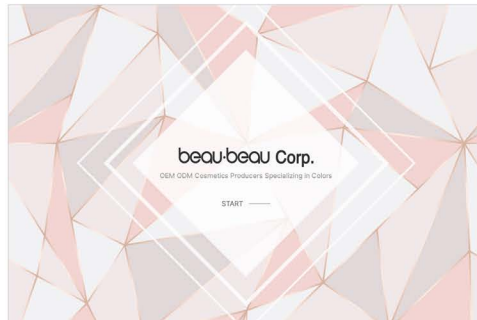 beau·beau Corp.
OEM ODM Cosmetics Producers Specializing in Colors
START